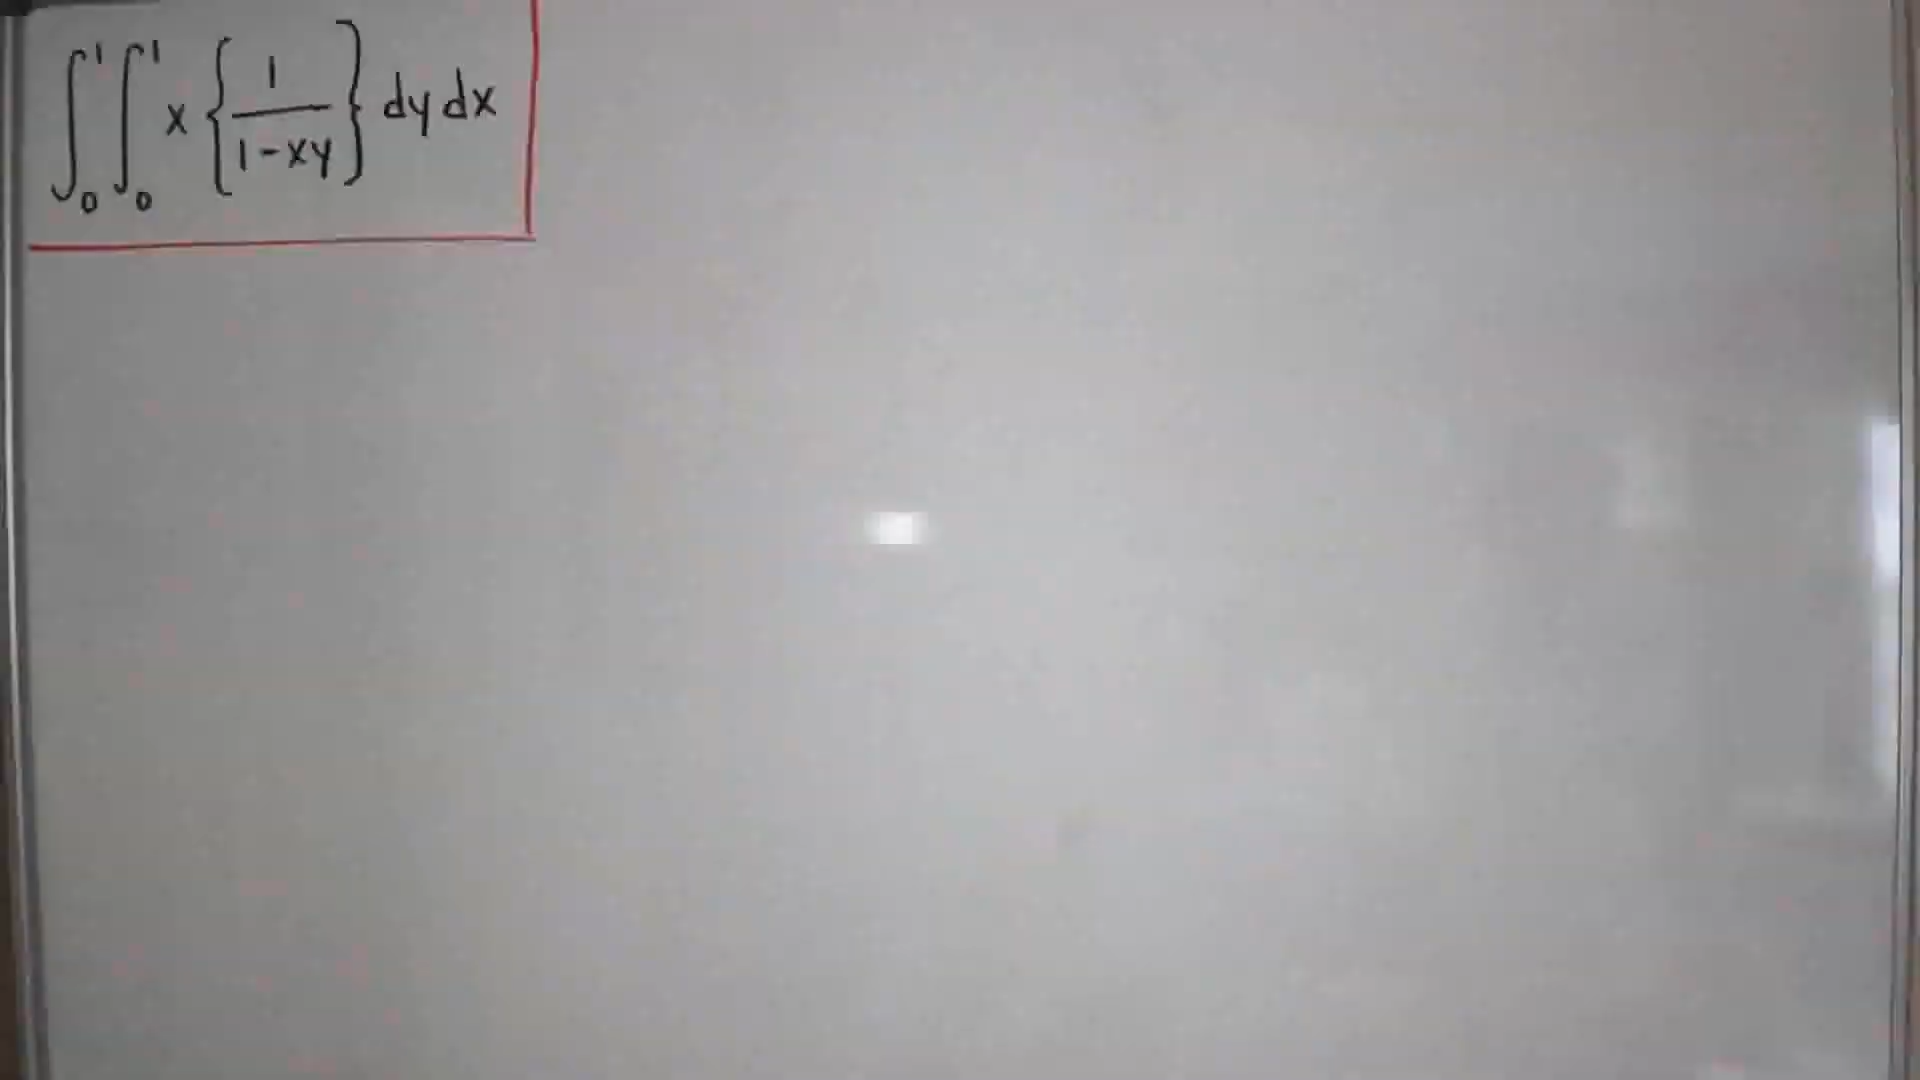 ∫₀¹∫₀¹ x {1/(1-xy)} dy dx